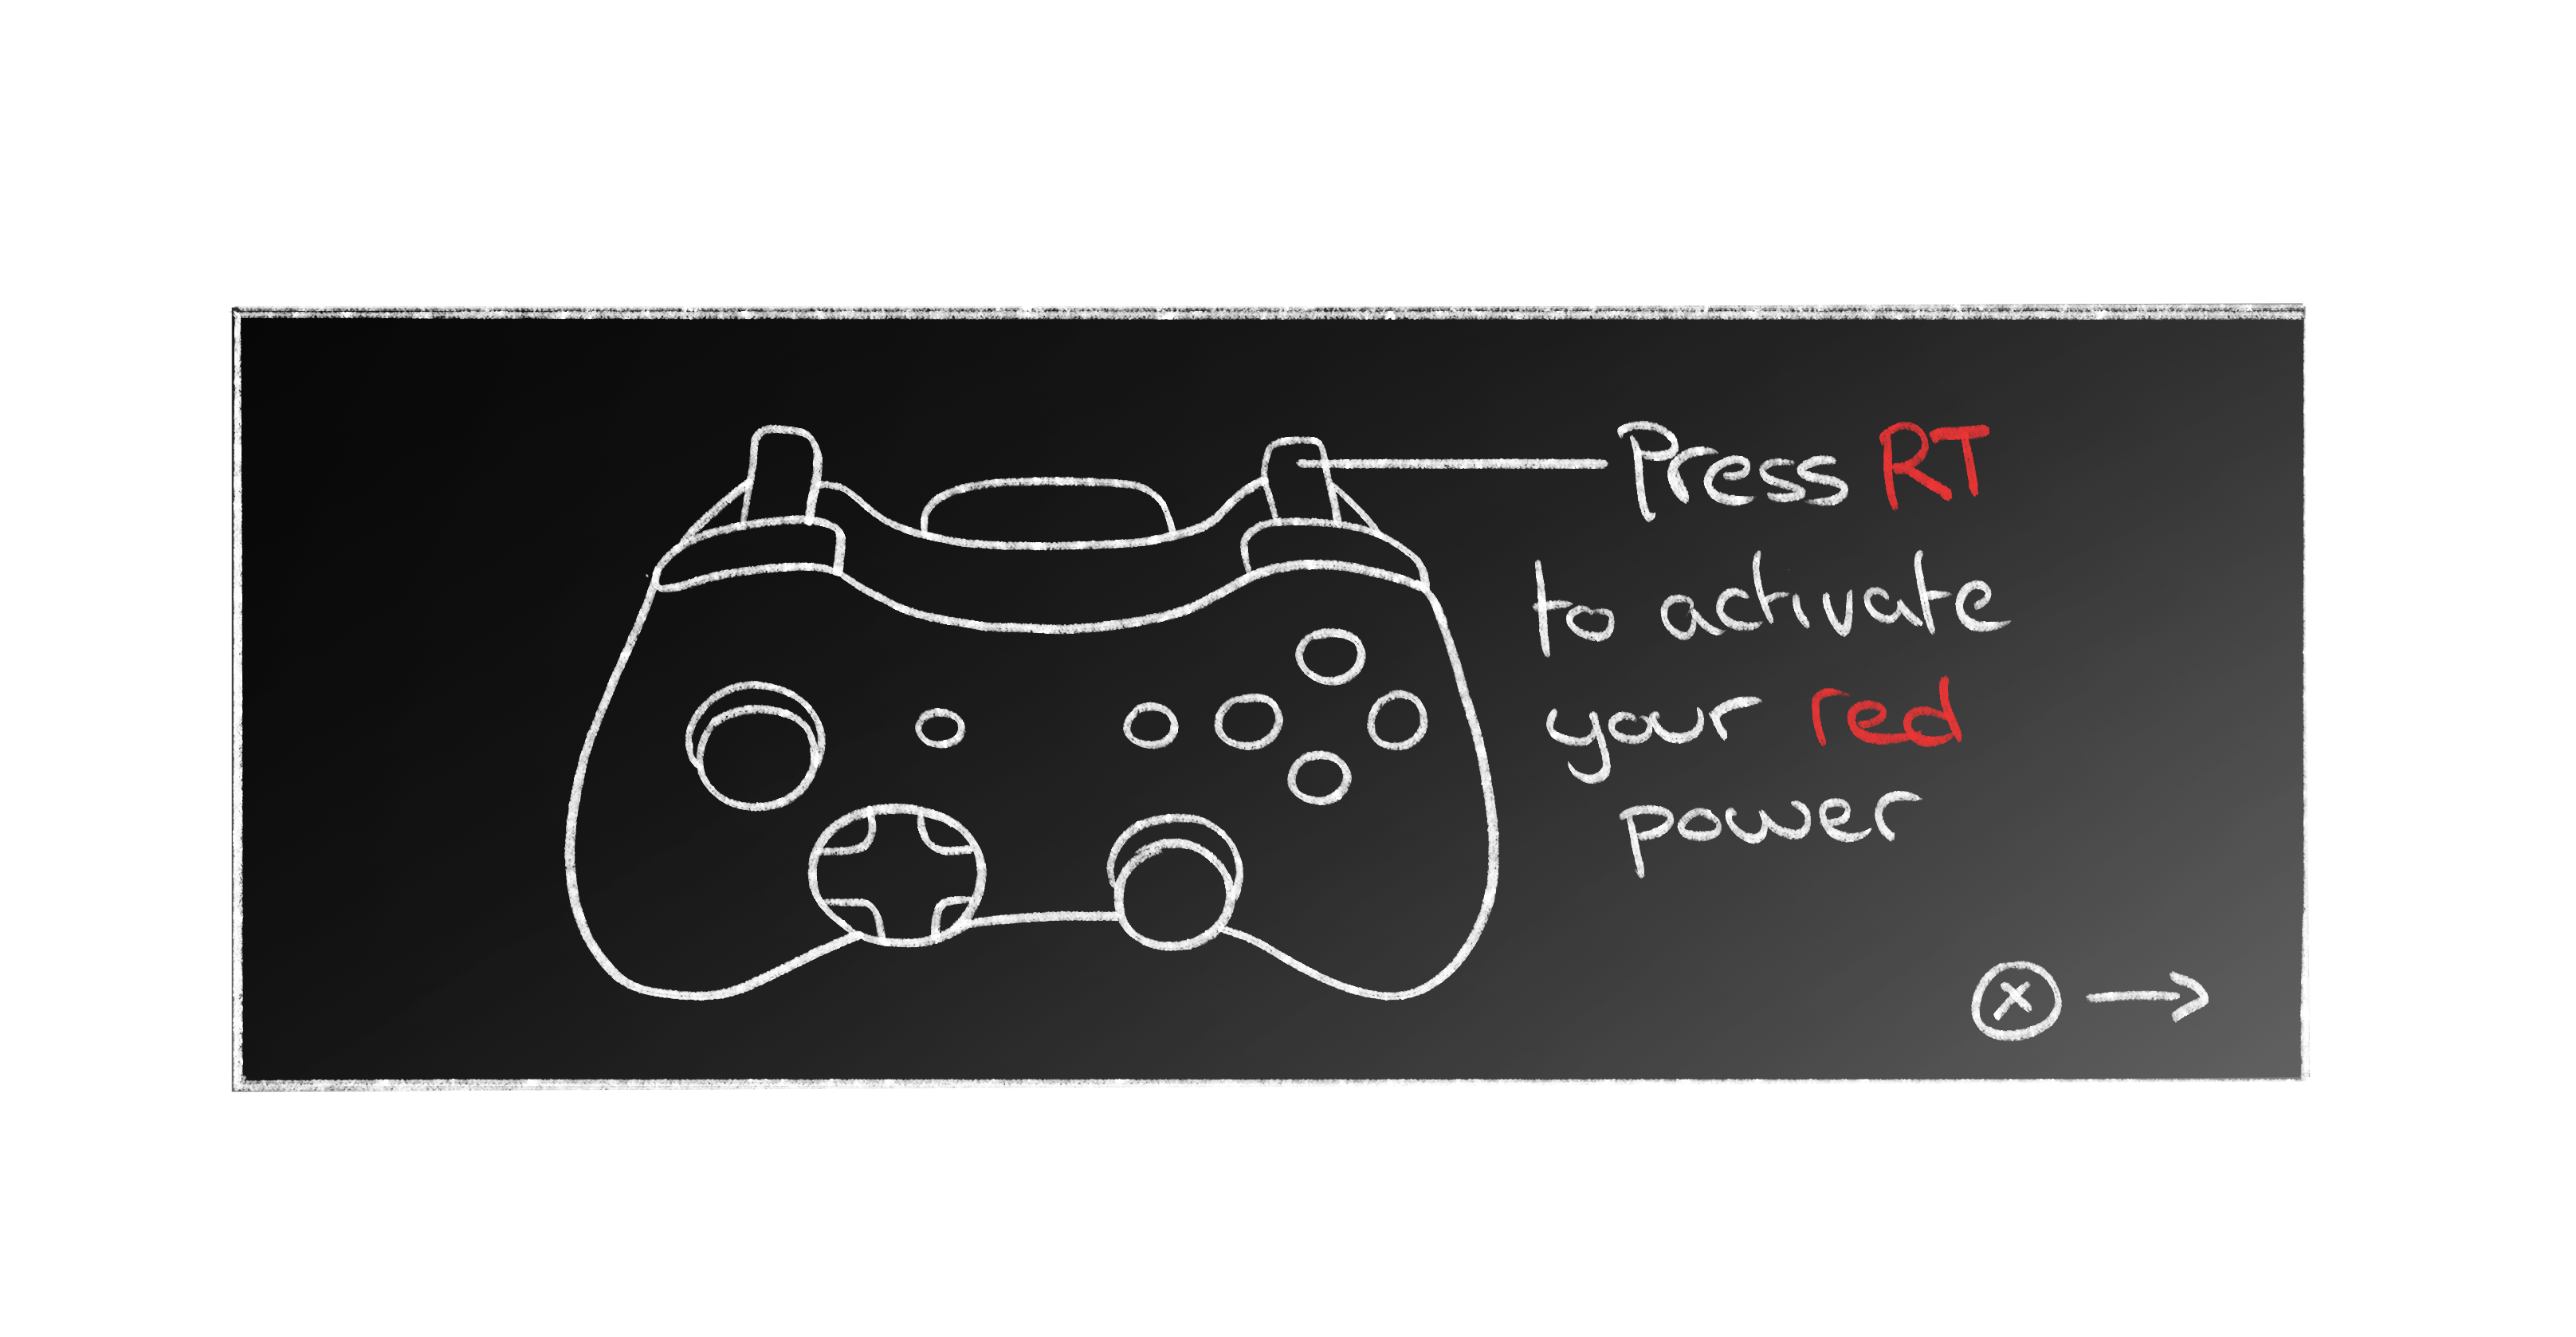 Press RT
to activate
your red
power
X →